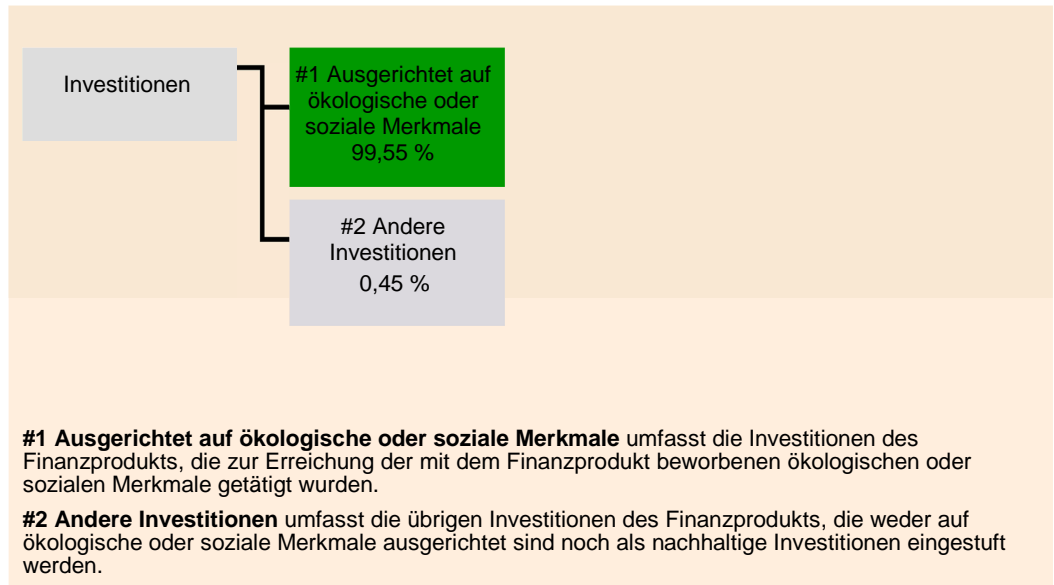 Investitionen
#1 Ausgerichtet auf
ökologische oder
soziale Merkmale
99,55 %
#2 Andere
Investitionen
0,45 %
#1 Ausgerichtet auf ökologische oder soziale Merkmale umfasst die Investitionen des
Finanzprodukts, die zur Erreichung der mit dem Finanzprodukt beworbenen ökologischen oder
sozialen Merkmale getätigt wurden.
#2 Andere Investitionen umfasst die übrigen Investitionen des Finanzprodukts, die weder auf
ökologische oder soziale Merkmale ausgerichtet sind noch als nachhaltige Investitionen eingestuft
werden.